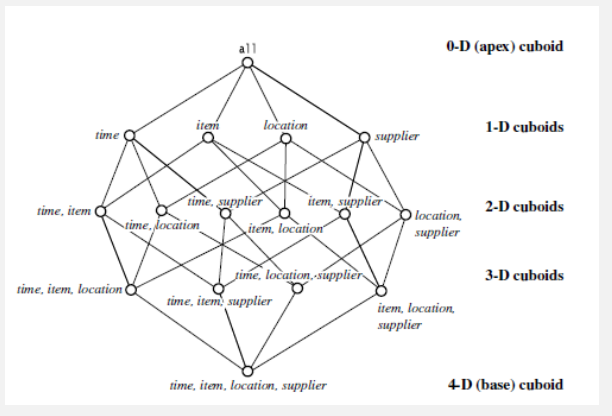 all
0-D (apex) cuboid
time
item
location
supplier
1-D cuboids
time, item
time, location
time, supplier
item, location
item, supplier
location,
supplier
2-D cuboids
time, item, location
time, item, supplier
time, location, supplier
item, location,
supplier
3-D cuboids
time, item, location, supplier
4-D (base) cuboid